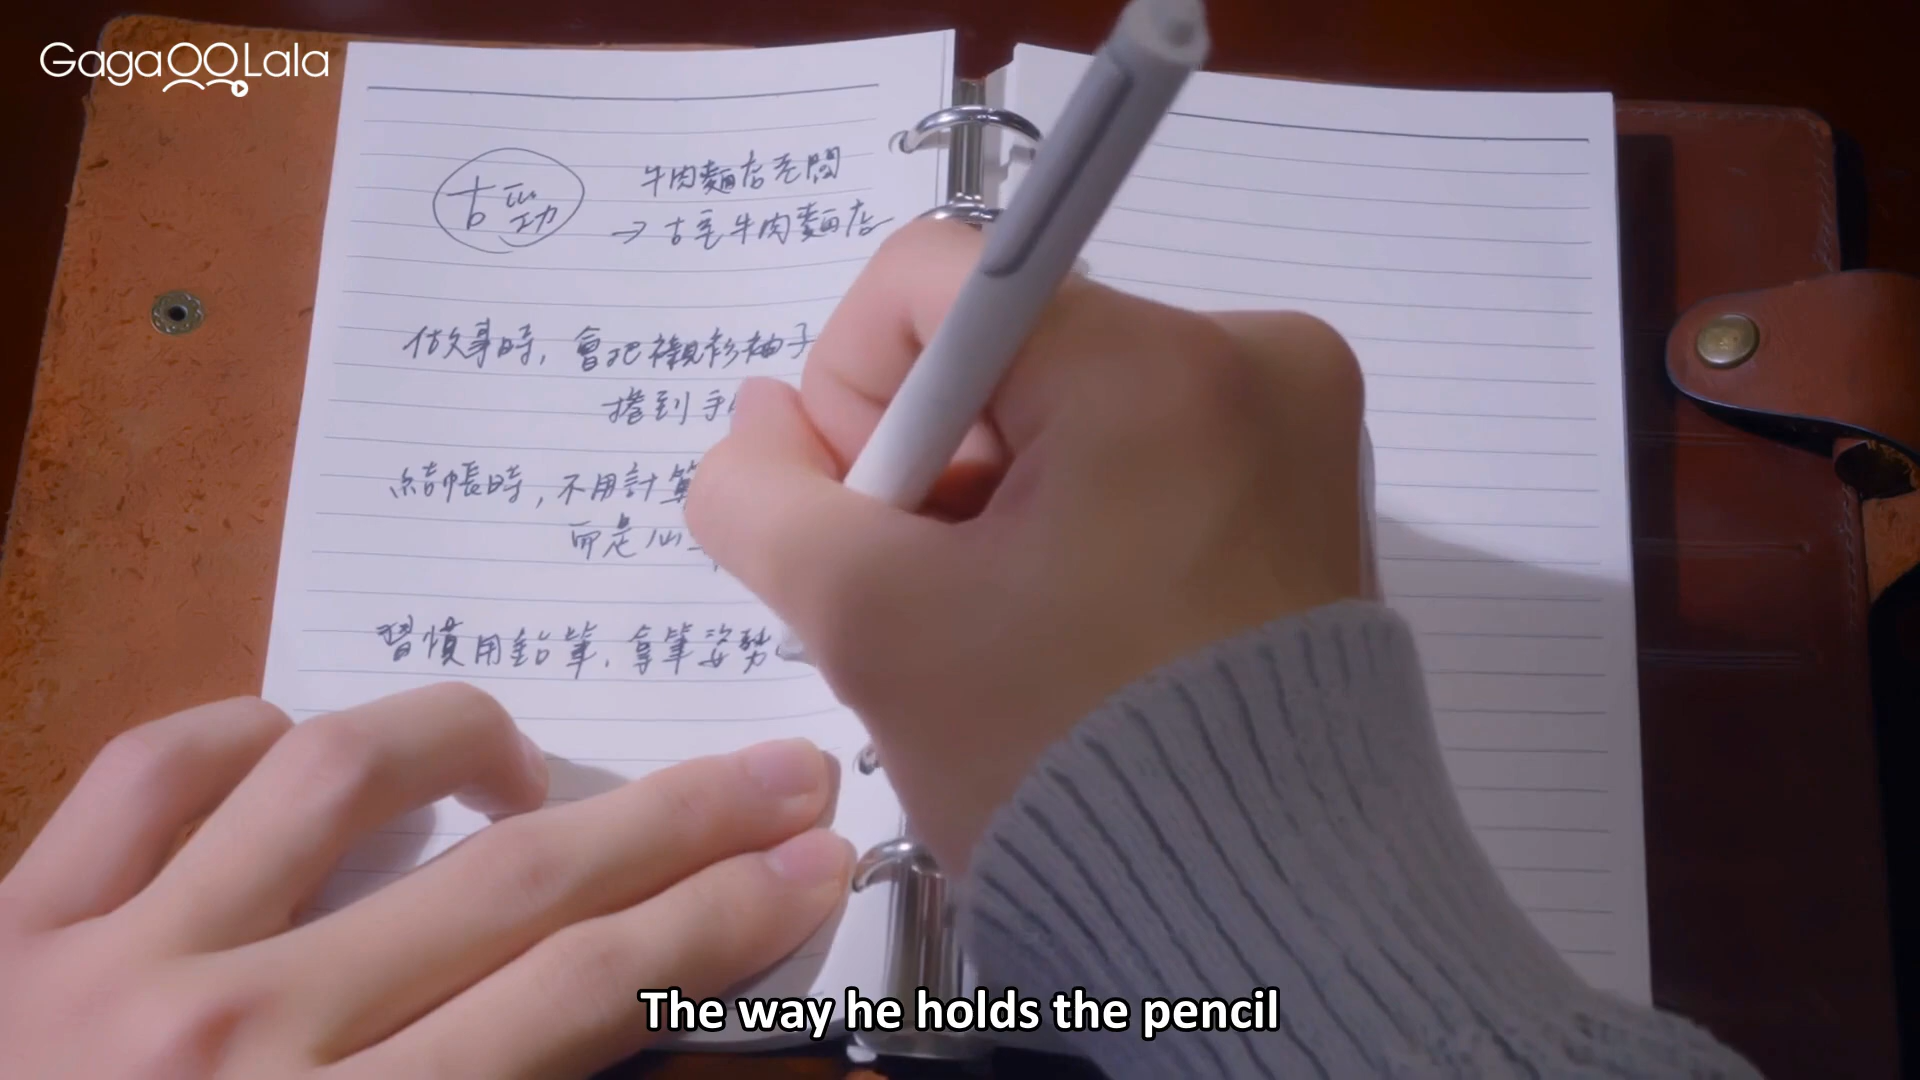 GagaOOLala
牛肉麵店老闆
→ 古宅牛肉麵店
做事時，會把襯衫袖子
捲到手
結帳時，不用計算
而是
習慣用鉛筆，拿筆姿勢
The way he holds the pencil